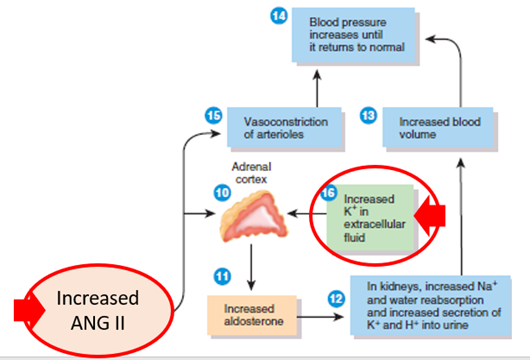 14
Blood pressure
increases until
it returns to normal
15
Vasoconstriction
of arterioles
13
Increased blood
volume
Adrenal
cortex
10
16
Increased
K⁺ in
extracellular
fluid
11
Increased
ANG II
Increased
aldosterone
12
In kidneys, increased Na⁺
and water reabsorption
and increased secretion of
K⁺ and H⁺ into urine